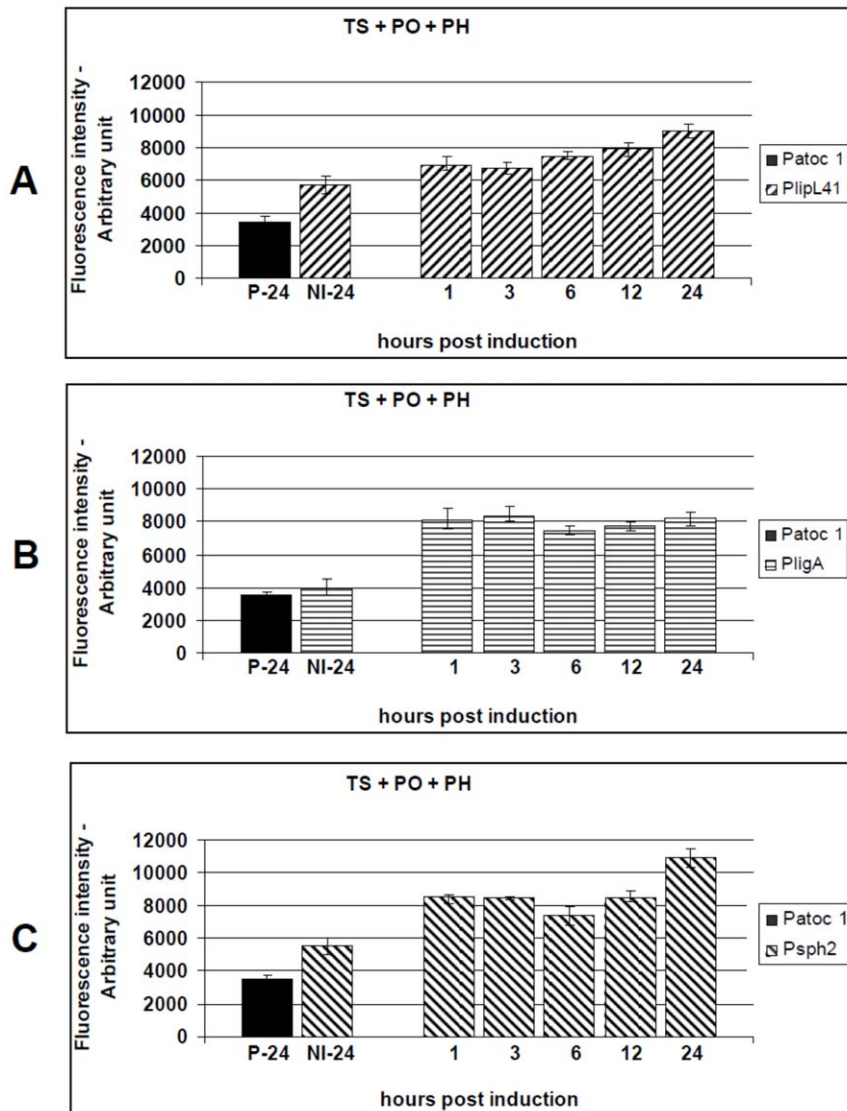 A
TS + PO + PH
Fluorescence intensity -
Arbitrary unit
12000
10000
8000
6000
4000
2000
0
P-24 NI-24 1 3 6 12 24
hours post induction
Patoc 1
PlipL41
B
TS + PO + PH
Fluorescence intensity -
Arbitrary unit
12000
10000
8000
6000
4000
2000
0
P-24 NI-24 1 3 6 12 24
hours post induction
Patoc 1
PligA
C
TS + PO + PH
Fluorescence intensity -
Arbitrary unit
12000
10000
8000
6000
4000
2000
0
P-24 NI-24 1 3 6 12 24
hours post induction
Patoc 1
Psph2